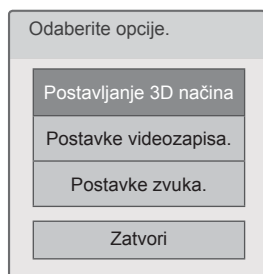 Odaberite opcije.
Postavljanje 3D načina
Postavke videozapisa.
Postavke zvuka.
Zatvori